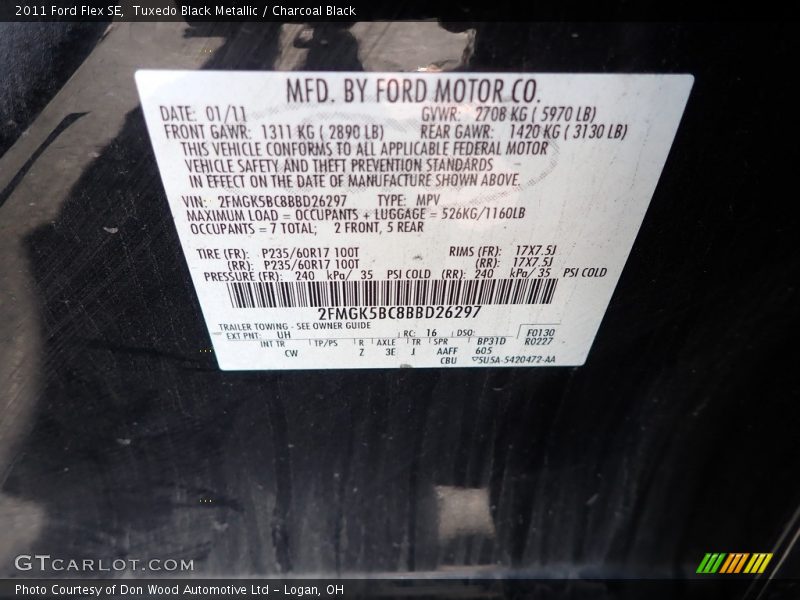 2011 Ford Flex SE, Tuxedo Black Metallic / Charcoal Black
MFD. BY FORD MOTOR CO.
DATE: 01/11 GVWR: 2708 KG ( 5970 LB)
FRONT GAWR: 1311 KG ( 2890 LB) REAR GAWR: 1420 KG ( 3130 LB)
THIS VEHICLE CONFORMS TO ALL APPLICABLE FEDERAL MOTOR
VEHICLE SAFETY AND THEFT PREVENTION STANDARDS
IN EFFECT ON THE DATE OF MANUFACTURE SHOWN ABOVE.
VIN: 2FMGK5BC8BBD26297 TYPE: MPV
MAXIMUM LOAD = OCCUPANTS + LUGGAGE = 526KG/1160LB
OCCUPANTS = 7 TOTAL; 2 FRONT, 5 REAR
TIRE (FR): P235/60R17 100T RIMS (FR): 17X7.5J
(RR): P235/60R17 100T (RR): 17X7.5J
PRESSURE (FR): 240 kPa/ 35 PSI COLD (RR): 240 kPa/ 35 PSI COLD
2FMGK5BC8BBD26297
TRAILER TOWING - SEE OWNER GUIDE
EXT PNT: UH RC: 16 DSO: F0130
R0227
INT TR TP/PS R AXLE TR SPR BP31D
CW 2 3E J AAFF 605
CBU 5U5A-5420472-AA
GTCARLOT.COM
Photo Courtesy of Don Wood Automotive Ltd - Logan, OH